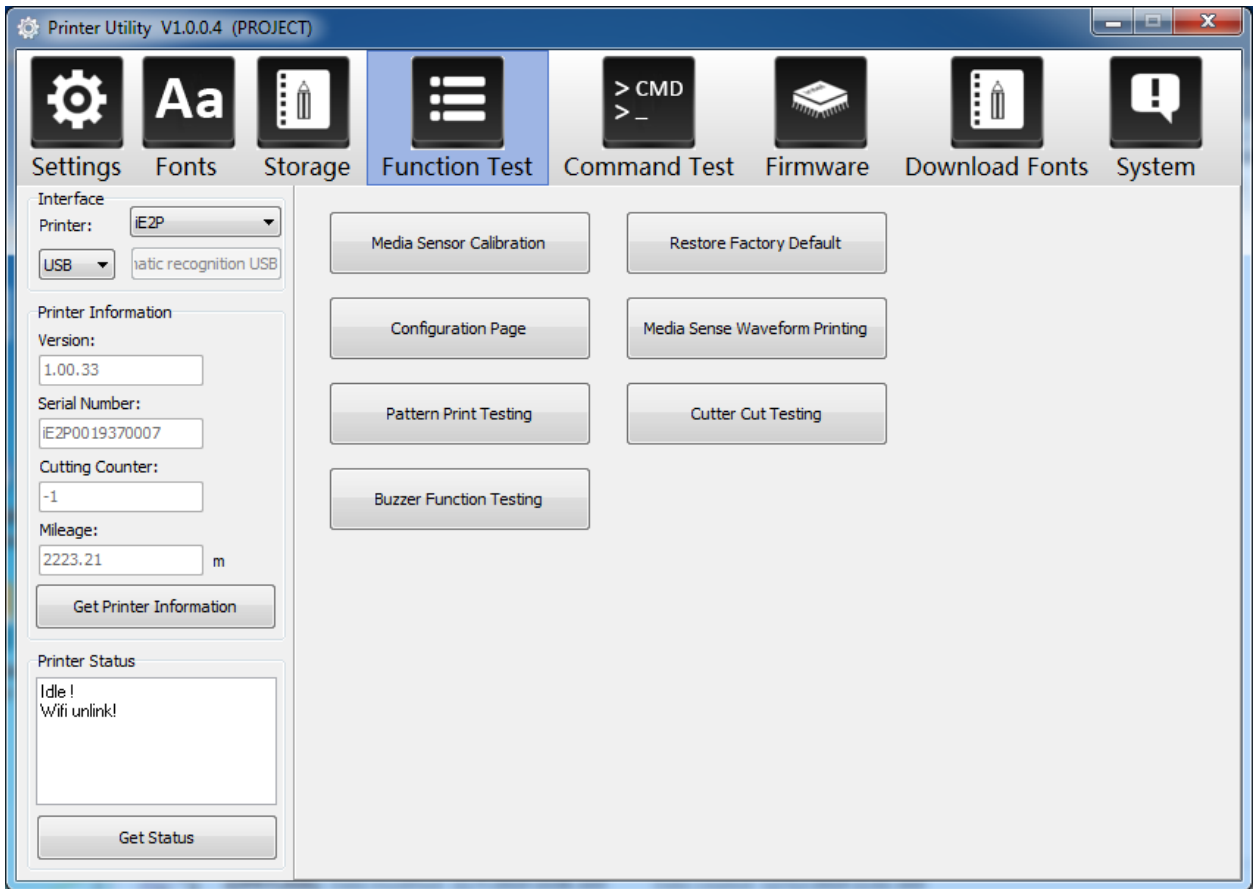 Printer Utility V1.0.0.4 (PROJECT)
Aa
> CMD
>_
Settings Fonts Storage Function Test Command Test Firmware Download Fonts System
Interface
Printer: iE2P
USB natic recognition USB
Printer Information
Version:
1.00.33
Serial Number:
iE2P0019370007
Cutting Counter:
-1
Mileage:
2223.21 m
Get Printer Information
Printer Status
Idle !
Wifi unlink!
Get Status
Media Sensor Calibration Restore Factory Default
Configuration Page Media Sense Waveform Printing
Pattern Print Testing Cutter Cut Testing
Buzzer Function Testing